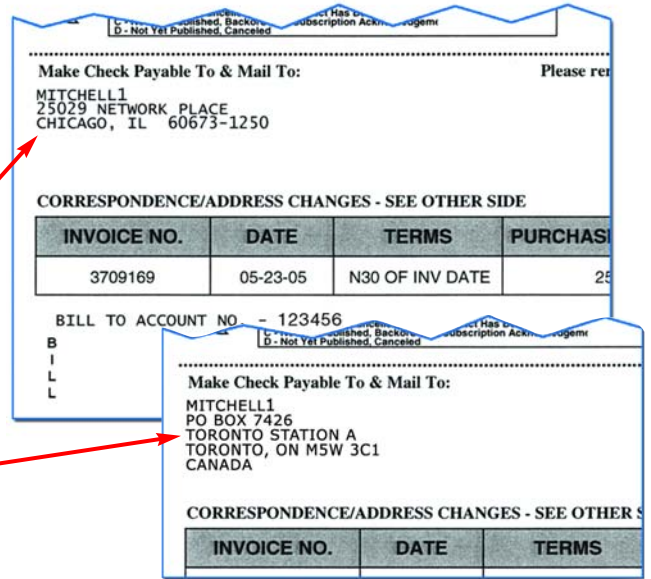 D - Not Yet Published, Canceled
Make Check Payable To & Mail To: Please
MITCHELL1
25029 NETWORK PLACE
CHICAGO, IL 60673-1250
CORRESPONDENCE/ADDRESS CHANGES - SEE OTHER SIDE
INVOICE NO. DATE TERMS
3709169 05-23-05 N30 OF INV DATE
BILL TO ACCOUNT NO. - 123456
B
I
L
L
D - Not Yet Published, Canceled
Make Check Payable To & Mail To:
MITCHELL1
PO BOX 7426
TORONTO STATION A
TORONTO, ON M5W 3C1
CANADA
CORRESPONDENCE/ADDRESS CHANGES - SEE OTHER
INVOICE NO. DATE TERMS